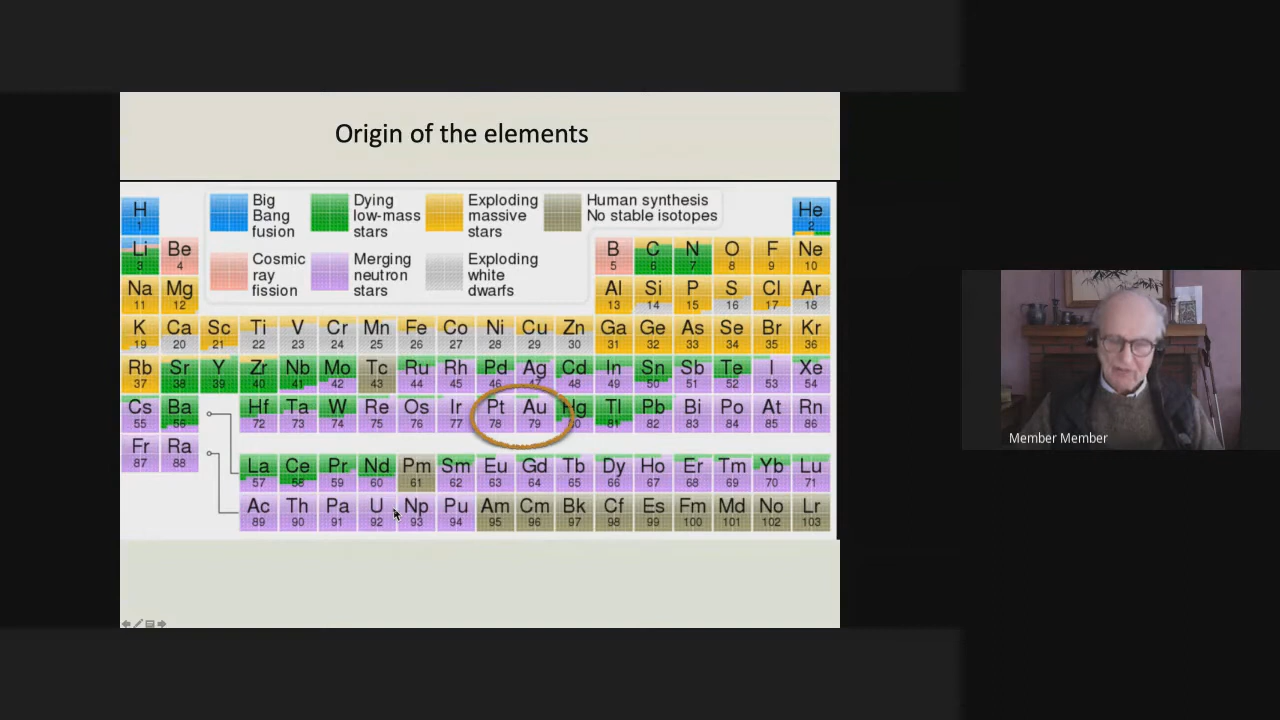 Origin of the elements
Big Bang fusion
Dying low-mass stars
Exploding massive stars
Human synthesis
No stable isotopes
Cosmic ray fission
Merging neutron stars
Exploding white dwarfs
H 1 He 2
Li 3 Be 4 B 5 C 6 N 7 O 8 F 9 Ne 10
Na 11 Mg 12 Al 13 Si 14 P 15 S 16 Cl 17 Ar 18
K 19 Ca 20 Sc 21 Ti 22 V 23 Cr 24 Mn 25 Fe 26 Co 27 Ni 28 Cu 29 Zn 30 Ga 31 Ge 32 As 33 Se 34 Br 35 Kr 36
Rb 37 Sr 38 Y 39 Zr 40 Nb 41 Mo 42 Tc 43 Ru 44 Rh 45 Pd 46 Ag 47 Cd 48 In 49 Sn 50 Sb 51 Te 52 I 53 Xe 54
Cs 55 Ba 56 Hf 72 Ta 73 W 74 Re 75 Os 76 Ir 77 Pt 78 Au 79 Hg 80 Tl 81 Pb 82 Bi 83 Po 84 At 85 Rn 86
Fr 87 Ra 88
La 57 Ce 58 Pr 59 Nd 60 Pm 61 Sm 62 Eu 63 Gd 64 Tb 65 Dy 66 Ho 67 Er 68 Tm 69 Yb 70 Lu 71
Ac 89 Th 90 Pa 91 U 92 Np 93 Pu 94 Am 95 Cm 96 Bk 97 Cf 98 Es 99 Fm 100 Md 101 No 102 Lr 103
Member Member